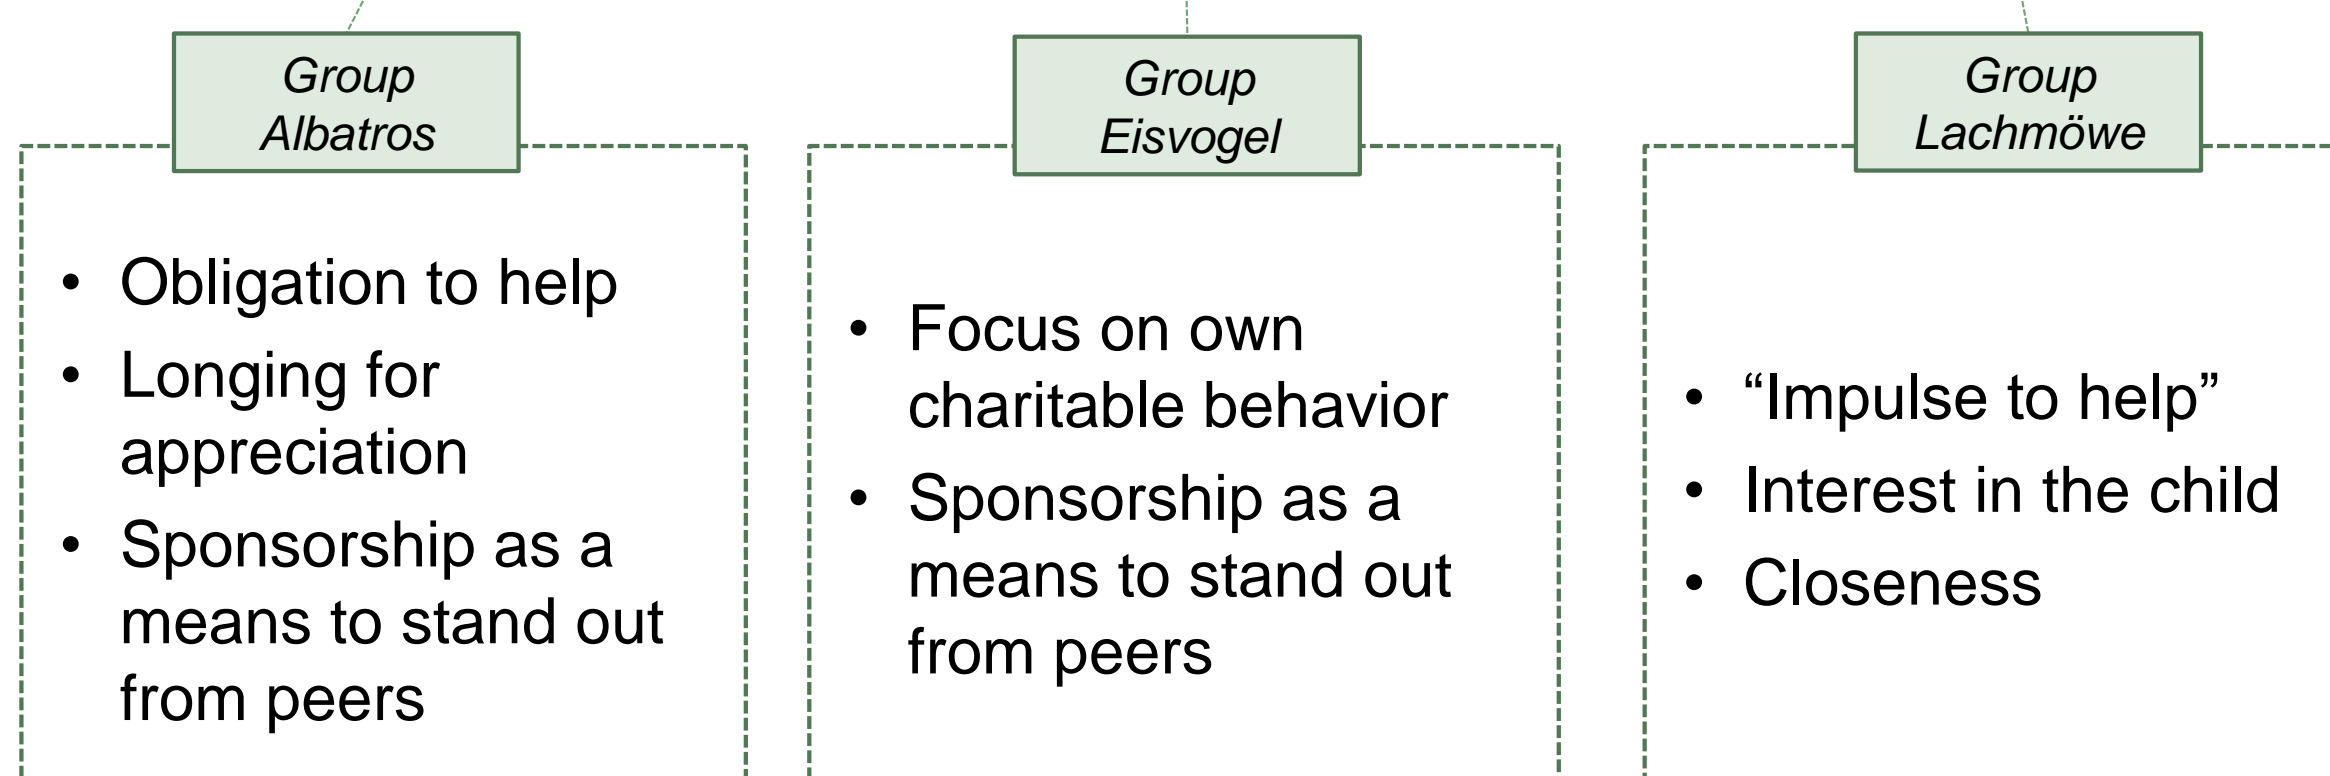 Group
Albatros
• Obligation to help
• Longing for
appreciation
• Sponsorship as a
means to stand out
from peers
Group
Eisvogel
• Focus on own
charitable behavior
• Sponsorship as a
means to stand out
from peers
Group
Lachmöwe
• “Impulse to help”
• Interest in the child
• Closeness